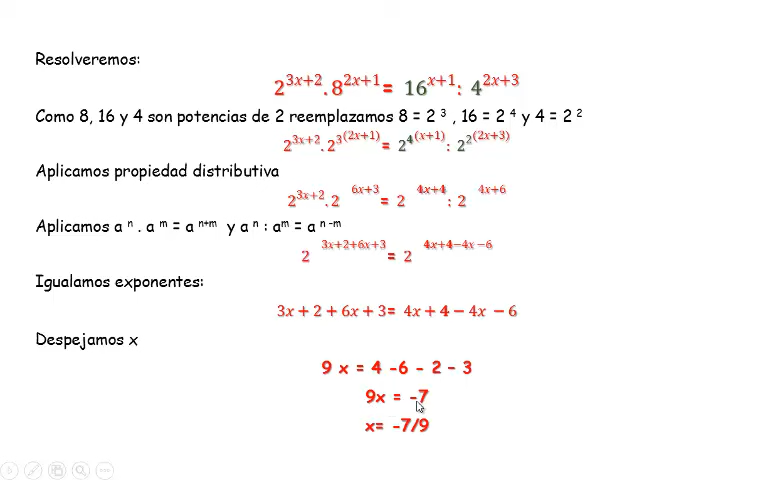 Resolveremos:
2^{3x+2}. 8^{2x+1} = 16^{x+1}: 4^{2x+3}
Como 8, 16 y 4 son potencias de 2 reemplazamos 8 = 2 ³ , 16 = 2 ⁴ y 4 = 2 ²
2^{3x+2}. 2^{3^{(2x+1)}} = 2^{4^{(x+1)}}: 2^{2^{(2x+3)}}
Aplicamos propiedad distributiva
2^{3x+2}. 2^{6x+3} = 2^{4x+4}: 2^{4x+6}
Aplicamos a ^{n} . a ^{m} = a ^{n+m} y a ^{n} : a^{m} = a ^{n-m}
2^{3x+2+6x+3} = 2^{4x+4−4x−6}
Igualamos exponentes:
3x + 2 + 6x + 3= 4x + 4 − 4x − 6
Despejamos x
9 x = 4 -6 - 2 – 3
9x = -7
x= -7/9